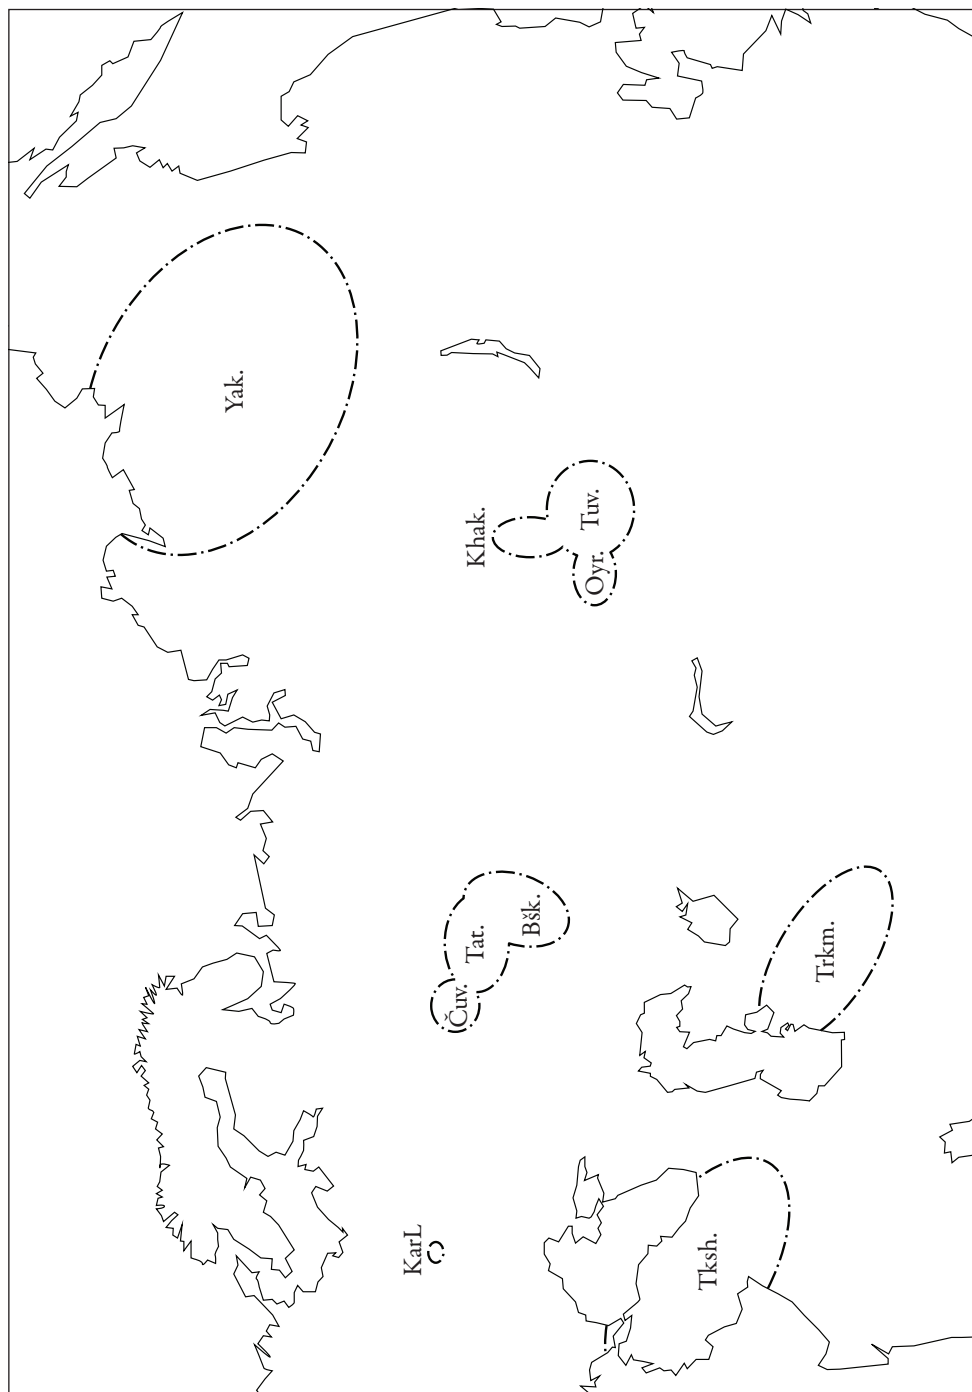 Yak.
Khak.
Tuv.
Oyr.
Tat.
Bšk.
Čuv.
Trkm.
KarL
Tksh.